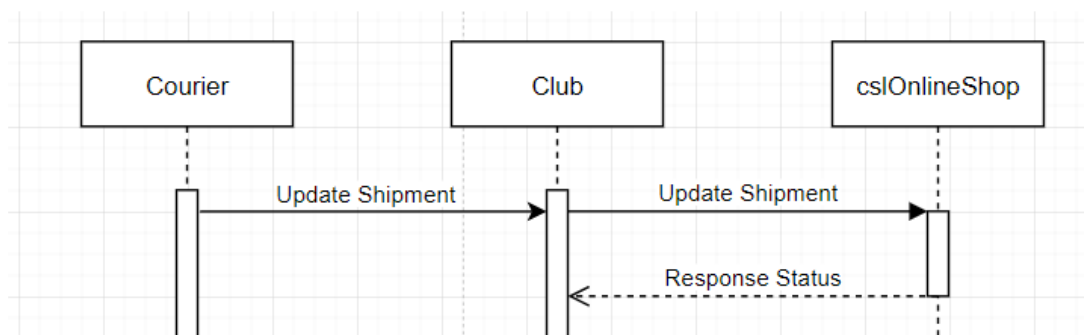 Courier
Club
cslOnlineShop
Update Shipment
Update Shipment
Response Status